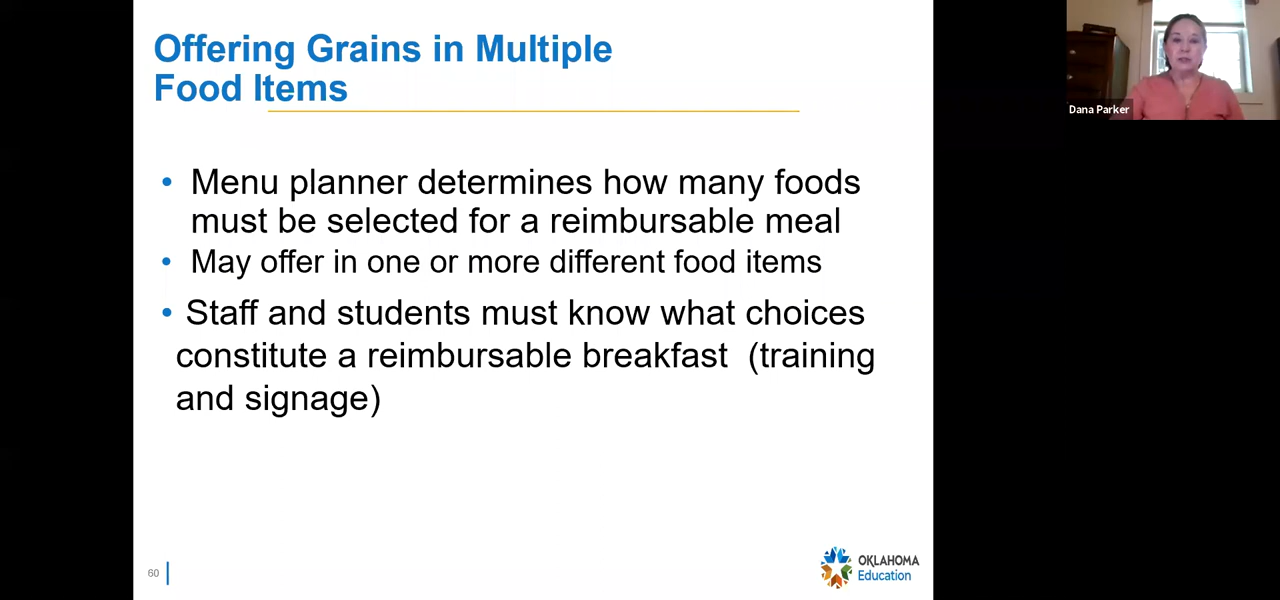 Offering Grains in Multiple
Food Items
• Menu planner determines how many foods
must be selected for a reimbursable meal
• May offer in one or more different food items
• Staff and students must know what choices
constitute a reimbursable breakfast (training
and signage)
60
OKLAHOMA
Education
Dana Parker